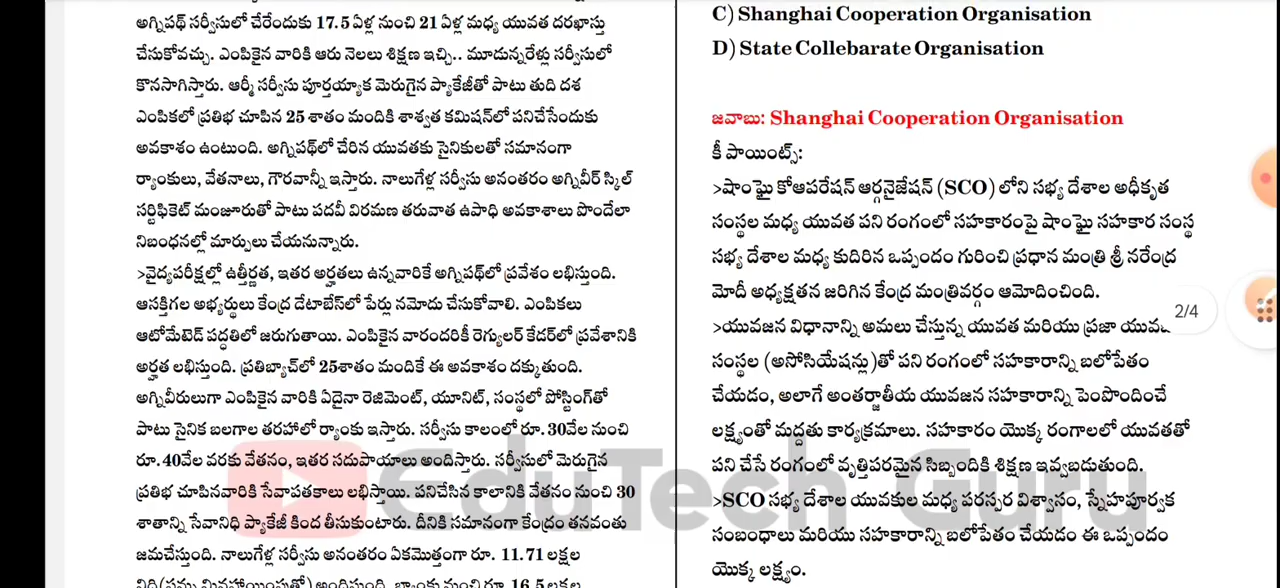 అగ్నిపథ్ సర్వీసులో చేరేందుకు 17.5 ఏళ్ల నుంచి 21 ఏళ్ల మధ్య యువత దరఖాస్తు
చేసుకోవచ్చు. ఎంపికైన వారికి ఆరు నెలలు శిక్షణ ఇచ్చి.. మూడున్నరేళ్లు సర్వీసులో
కొనసాగిస్తారు. ఆర్మీ సర్వీసు పూర్తయ్యాక మెరుగైన ప్యాకేజీతో పాటు తుది దశ
ఎంపికలో ప్రతిభ చూపిన 25 శాతం మందికి శాశ్వత కమిషన్‌లో పనిచేసేందుకు
అవకాశం ఉంటుంది. అగ్నిపథ్‌లో చేరిన యువతకు సైనికులతో సమానంగా
ర్యాంకులు, వేతనాలు, గౌరవాన్నీ ఇస్తారు. నాలుగేళ్ల సర్వీసు అనంతరం అగ్నివీర్ స్కిల్
సర్టిఫికెట్ మంజూరుతో పాటు పదవీ విరమణ తరువాత ఉపాధి అవకాశాలు పొందేలా
నిబంధనల్లో మార్పులు చేయనున్నారు.
>వైద్యపరీక్షల్లో ఉత్తీర్ణత, ఇతర అర్హతలు ఉన్నవారికే అగ్నిపథ్‌లో ప్రవేశం లభిస్తుంది.
ఆసక్తిగల అభ్యర్థులు కేంద్ర డేటాబేస్‌లో పేర్లు నమోదు చేసుకోవాలి. ఎంపికలు
ఆటోమేటెడ్ పద్ధతిలో జరుగుతాయి. ఎంపికైన వారందరికీ రెగ్యులర్ కేడర్‌లో ప్రవేశానికి
అర్హత లభిస్తుంది. ప్రతిబ్యాచ్‌లో 25శాతం మందికే ఈ అవకాశం దక్కుతుంది.
అగ్నివీరులుగా ఎంపికైన వారికి ఏదైనా రెజిమెంట్, యూనిట్, సంస్థలో పోస్టింగ్‌తో
పాటు సైనిక బలగాల తరహాలో ర్యాంకు ఇస్తారు. సర్వీసు కాలంలో రూ. 30వేల నుంచి
రూ. 40వేల వరకు వేతనం, ఇతర సదుపాయాలు అందిస్తారు. సర్వీసులో మెరుగైన
ప్రతిభ చూపినవారికి సేవాపతకాలు లభిస్తాయి. పనిచేసిన కాలానికి వేతనం నుంచి 30
శాతాన్ని సేవానిధి ప్యాకేజీ కింద తీసుకుంటారు. దీనికి సమానంగా కేంద్రం తనవంతు
జమచేస్తుంది. నాలుగేళ్ల సర్వీసు అనంతరం ఏకమొత్తంగా రూ. 11.71 లక్షల
C) Shanghai Cooperation Organisation
D) State Collebarate Organisation
జవాబు: Shanghai Cooperation Organisation
కీ పాయింట్స్:
>షాంఘై కోఆపరేషన్ ఆర్గనైజేషన్ (SCO) లోని సభ్య దేశాల అధీకృత
సంస్థల మధ్య యువత పని రంగంలో సహకారంపై షాంఘై సహకార సంస్థ
సభ్య దేశాల మధ్య కుదిరిన ఒప్పందం గురించి ప్రధాన మంత్రి శ్రీ నరేంద్ర
మోదీ అధ్యక్షతన జరిగిన కేంద్ర మంత్రివర్గం ఆమోదించింది.
>యువజన విధానాన్ని అమలు చేస్తున్న యువత మరియు ప్రజా
సంస్థల (అసోసియేషన్లు)తో పని రంగంలో సహకారాన్ని బలోపేతం
చేయడం, అలాగే అంతర్జాతీయ యువజన సహకారాన్ని పెంపొందించే
లక్ష్యంతో మద్దతు కార్యక్రమాలు. సహకారం యొక్క రంగాలలో యువతతో
పని చేసే రంగంలో వృత్తిపరమైన సిబ్బందికి శిక్షణ ఇవ్వబడుతుంది.
>SCO సభ్య దేశాల యువకుల మధ్య పరస్పర విశ్వాసం, స్నేహపూర్వక
సంబంధాలు మరియు సహకారాన్ని బలోపేతం చేయడం ఈ ఒప్పందం
యొక్క లక్ష్యం.
2/4
EduTech Guru